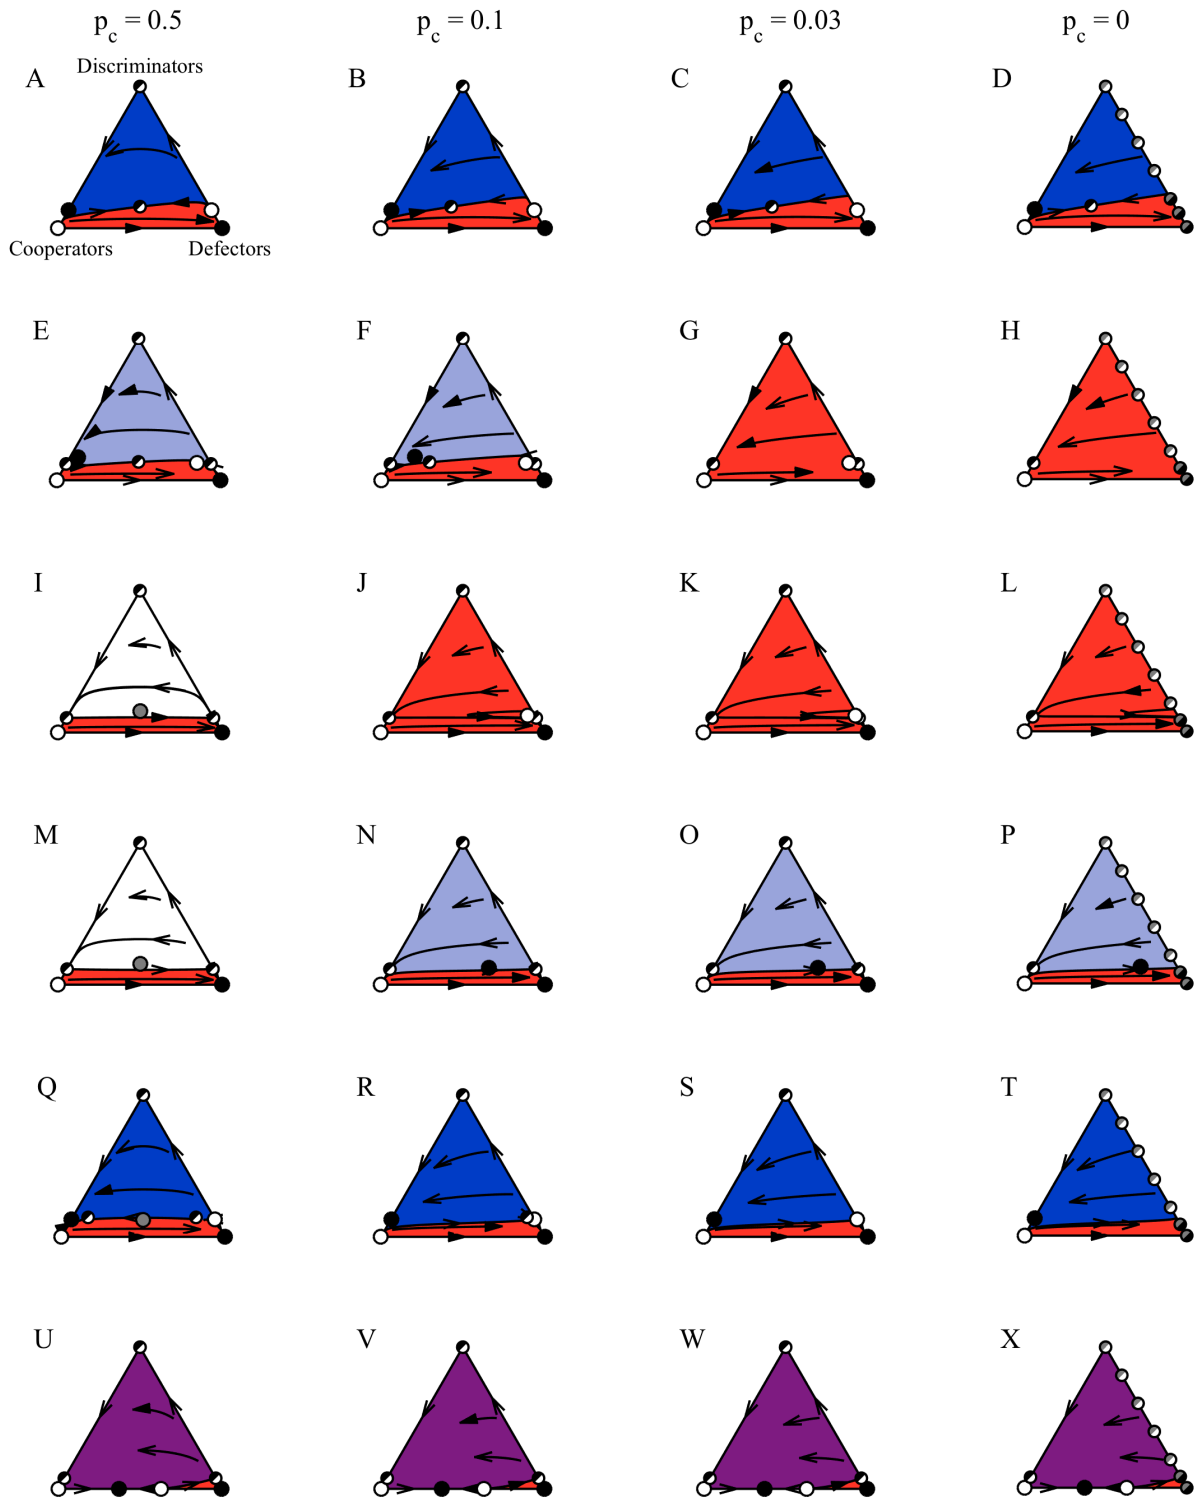 p_c = 0.5 p_c = 0.1 p_c = 0.03 p_c = 0
A Discriminators B C D
Cooperators Defectors
E F G H
I J K L
M N O P
Q R S T
U V W X